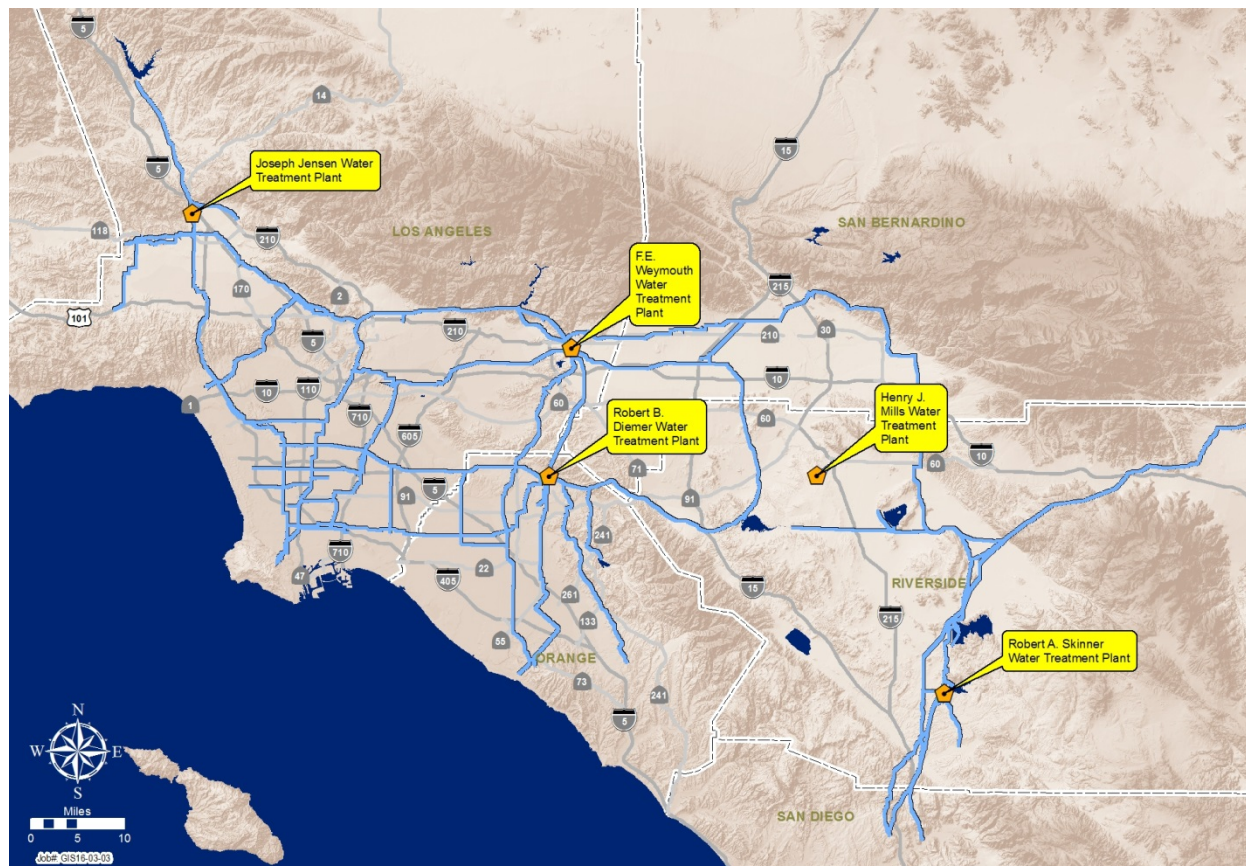 5
14
15
5
Joseph Jensen Water
Treatment Plant
118
210
LOS ANGELES
SAN BERNARDINO
F.E.
Weymouth
Water
Treatment
Plant
215
170
2
101
210
210
30
5
10
110
10
1
710
605
60
Robert B.
Diemer Water
Treatment Plant
60
Henry J.
Mills Water
Treatment
Plant
71
60
10
91
5
91
241
710
47
22
405
RIVERSIDE
261
15
133
215
55
ORANGE
Robert A. Skinner
Water Treatment Plant
73
241
5
N
W
E
S
Miles
0
5
10
SAN DIEGO
Job#: GIS16-03-03